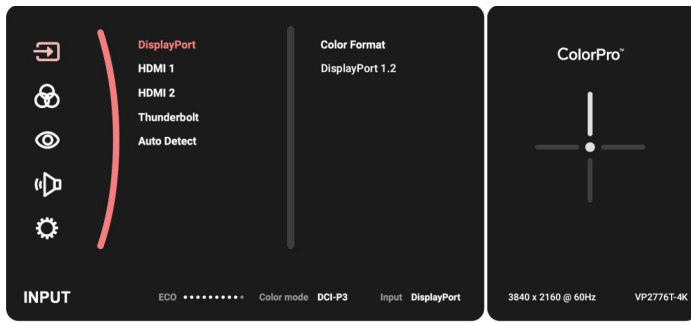 DisplayPort
HDMI 1
HDMI 2
Thunderbolt
Auto Detect
Color Format
DisplayPort 1.2
INPUT
ECO
Color mode DCI-P3
Input DisplayPort
ColorPro™
3840 x 2160 @ 60Hz
VP2776T-4K